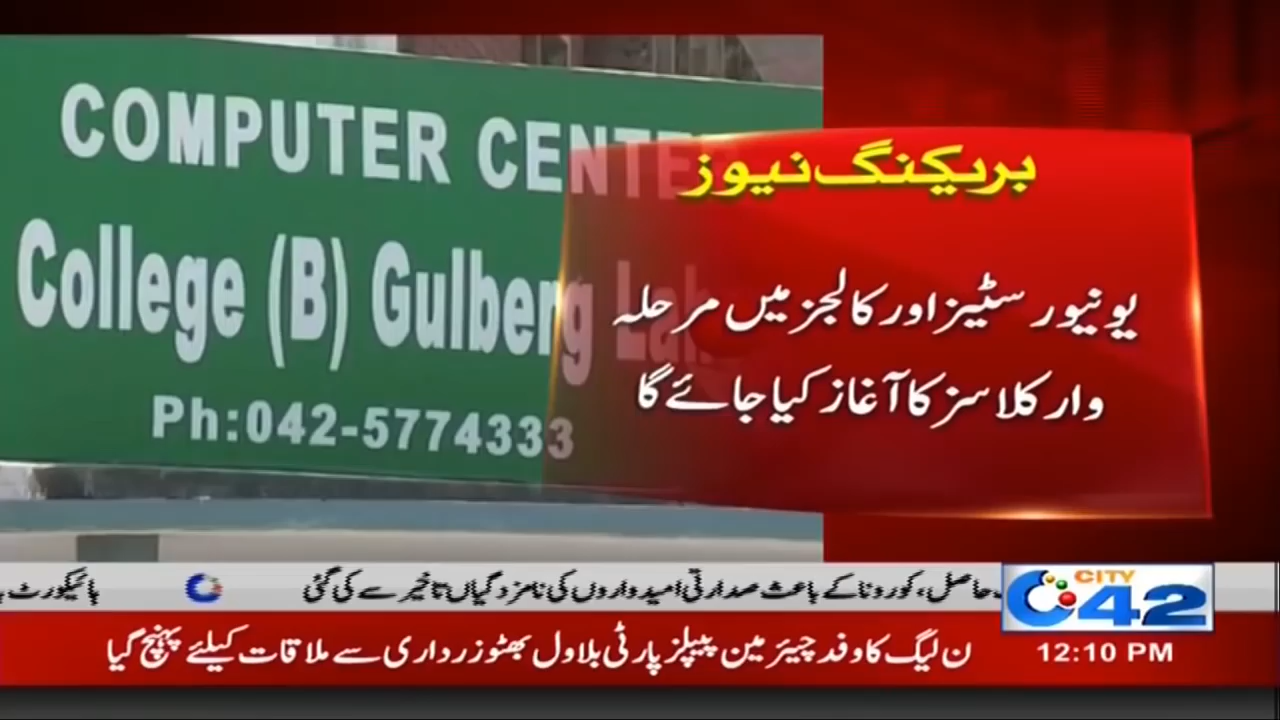 COMPUTER CENTER
College (B) Gulberg
Ph:042-5774333
بریکنگ نیوز
یونیورسٹیز اور کالجز میں مرحلہ
وار کلاسز کا آغاز کیا جائے گا
حاصل، کورونا کے باعث صدارتی امیدواروں کی نامزدگیاں تاخیر سے کی گئی
ہائیکورٹ
CITY
42
ن لیگ کا وفد چیئرمین پیپلز پارٹی بلاول بھٹو زرداری سے ملاقات کیلئے پہنچ گیا
12:10 PM